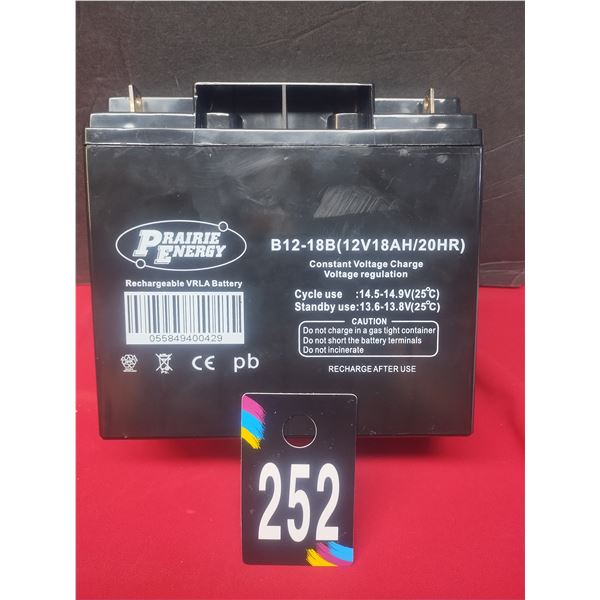 PRAIRIE
ENERGY
Rechargeable VRLA Battery
055849400429
CE pb
B12-18B(12V18AH/20HR)
Constant Voltage Charge
Voltage regulation
Cycle use :14.5-14.9V(25℃)
Standby use:13.6-13.8V(25℃)
CAUTION
Do not charge in a gas tight container
Do not short the battery terminals
Do not incinerate
RECHARGE AFTER USE
252